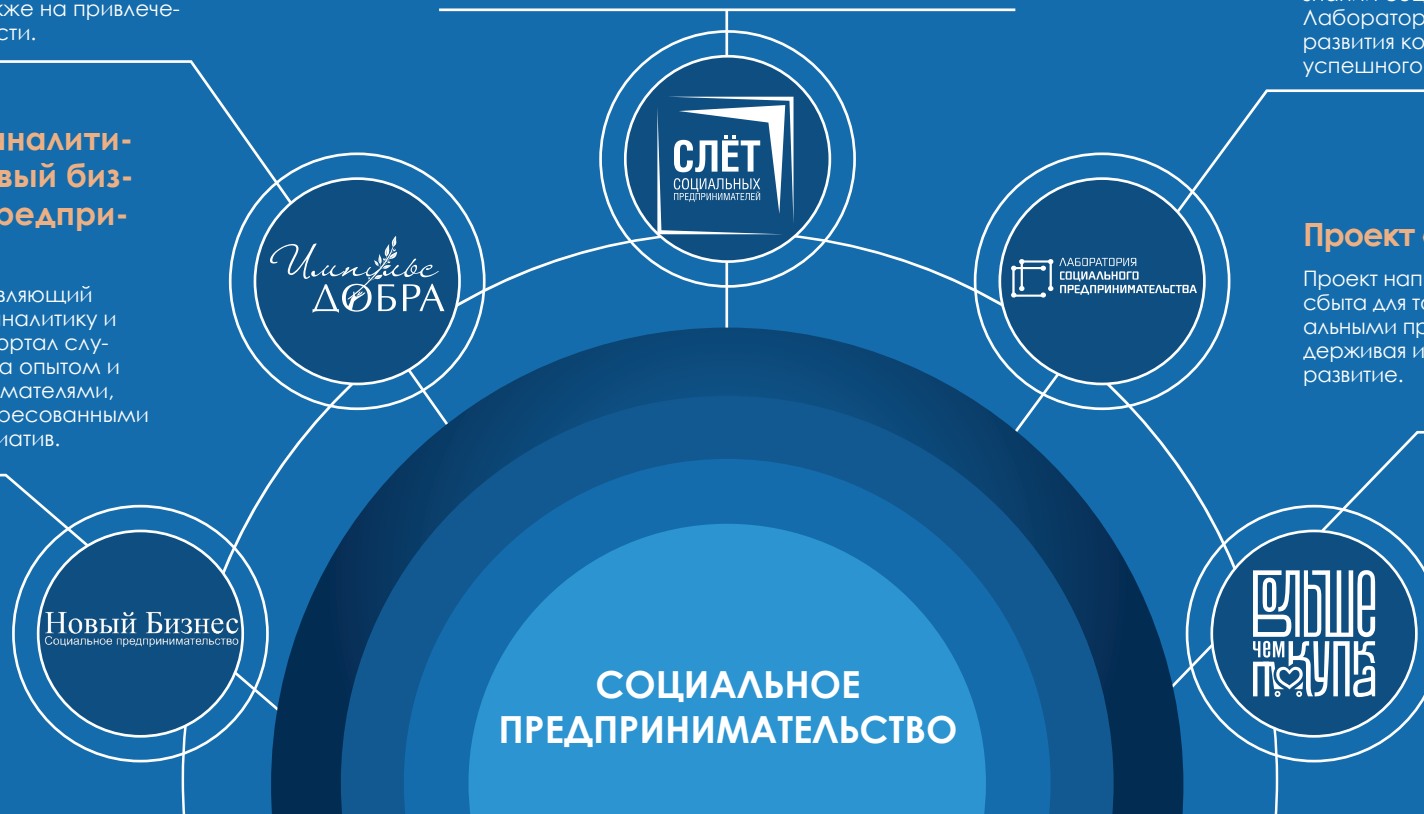 кже на привлече-
сти.
налити-
вый биз-
редпри-
вляющий
налитику и
ортал слу-
а опытом и
мателями,
ресованными
иатив.
СЛЁТ
СОЦИАЛЬНЫХ
ПРЕДПРИНИМАТЕЛЕЙ
Импульс
ДОБРА
ЛАБОРАТОРИЯ
СОЦИАЛЬНОГО
ПРЕДПРИНИМАТЕЛЬСТВА
Новый Бизнес
Социальное предпринимательство
СОЦИАЛЬНОЕ
ПРЕДПРИНИМАТЕЛЬСТВО
БОЛЬШЕ
чем
ПОКУПКА
Лаборатор
развития ко
успешного
Проект
Проект нап
сбыта для то
альными пр
держивая и
развитие.